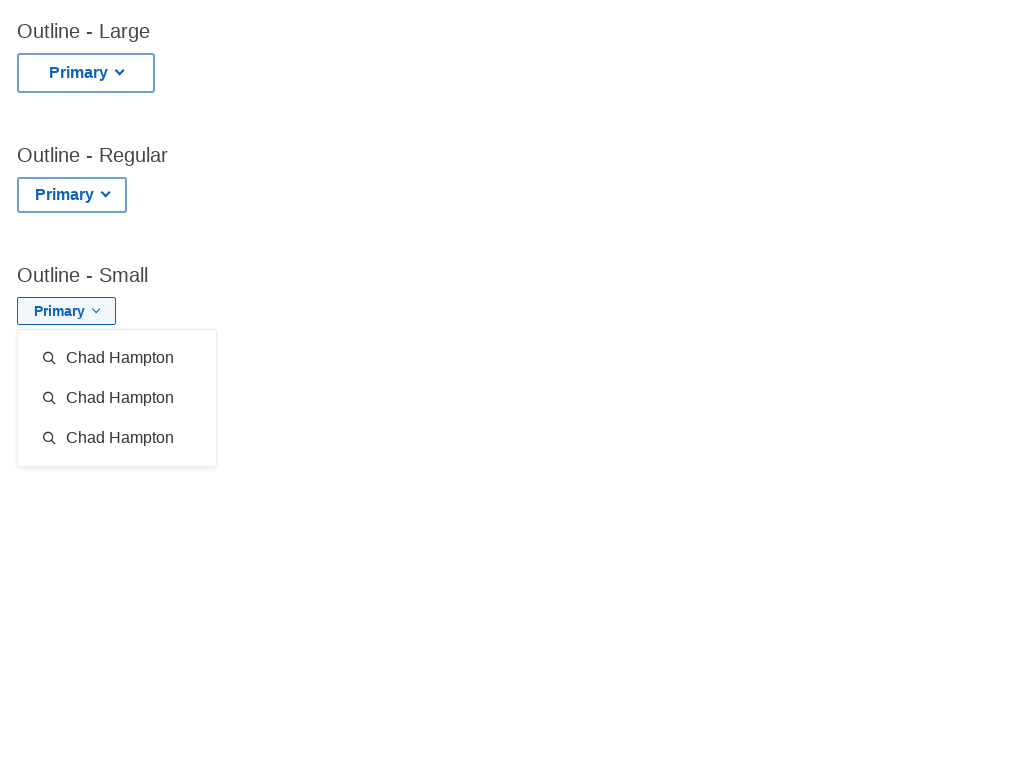 Outline - Large
Primary
Outline - Regular
Primary
Outline - Small
Primary
Chad Hampton
Chad Hampton
Chad Hampton